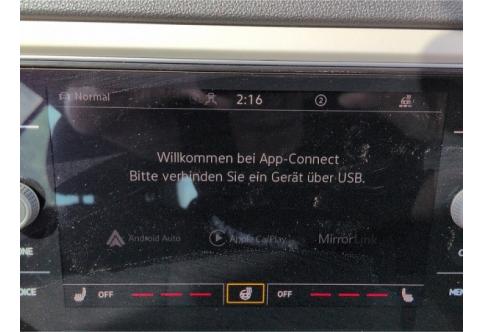 Normal 2:16 2
Willkommen bei App-Connect
Bitte verbinden Sie ein Gerät über USB.
Android Auto Apple CarPlay MirrorLink
OFF OFF